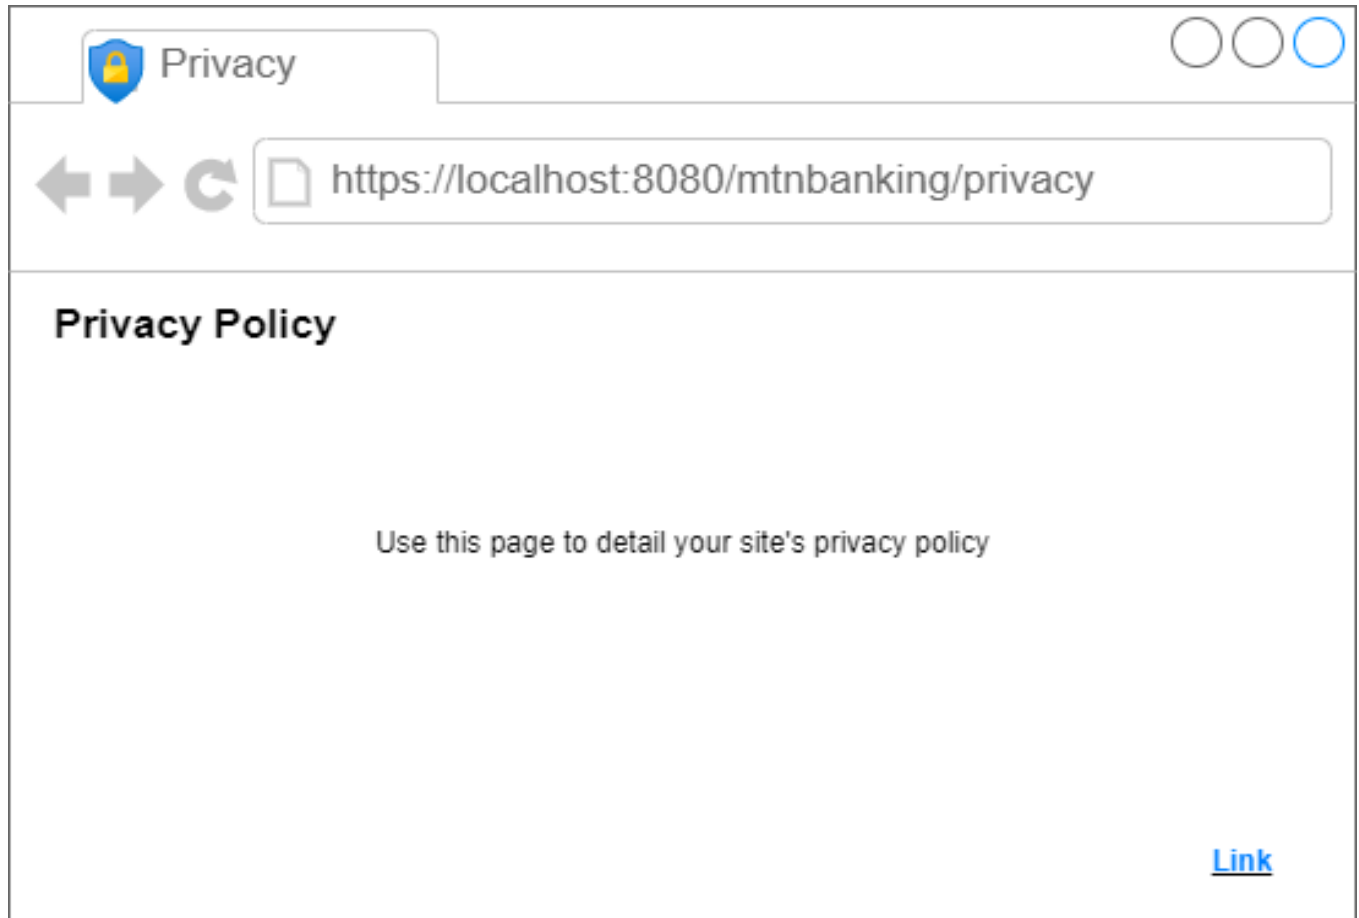 Privacy
https://localhost:8080/mtnbanking/privacy
Privacy Policy
Use this page to detail your site's privacy policy
Link